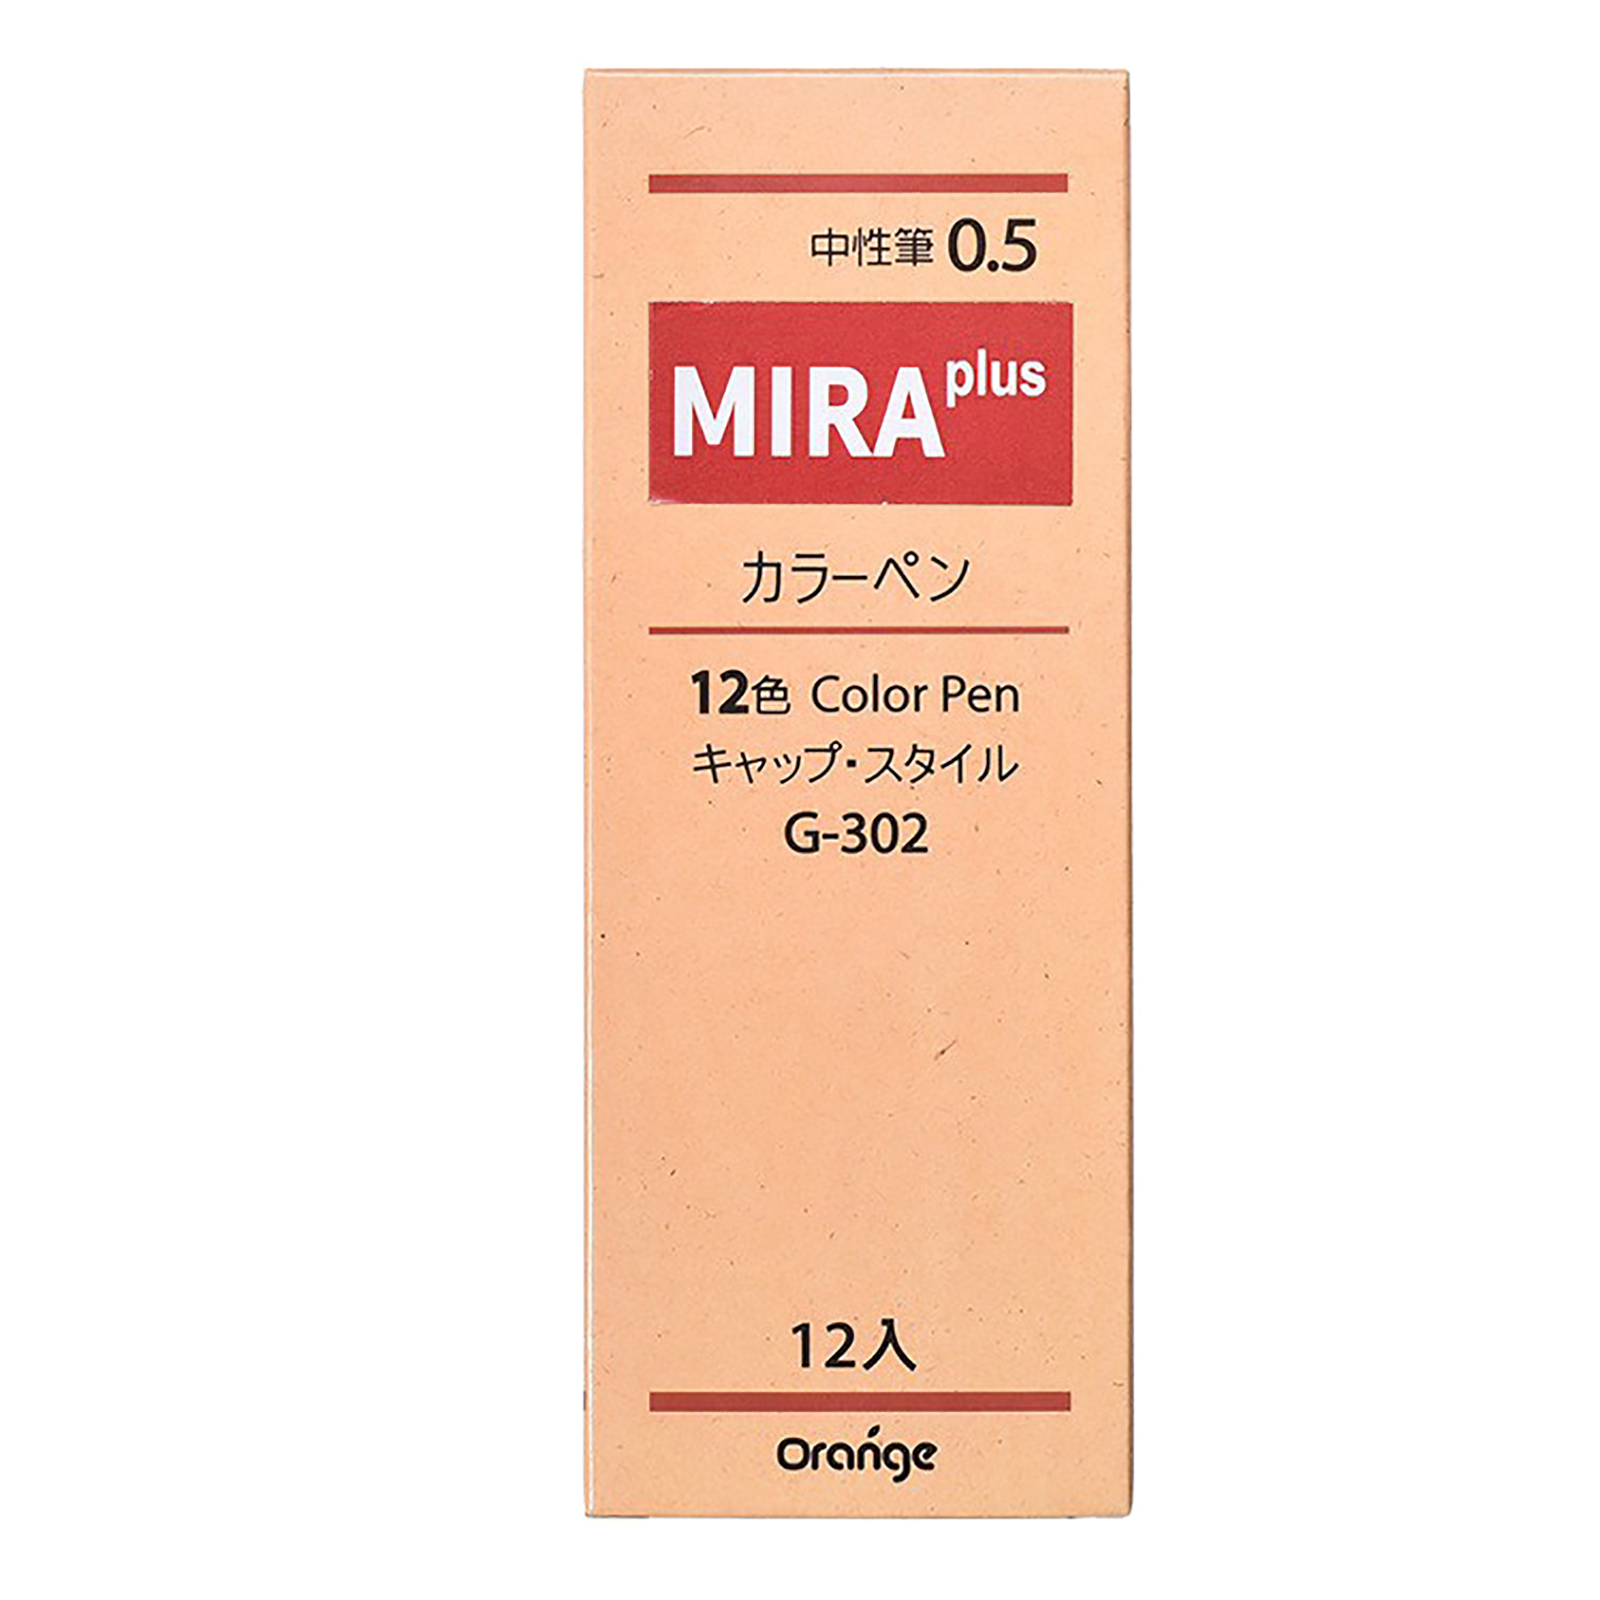 中性筆 0.5
MIRA plus
カラーペン
12色 Color Pen
キャップ・スタイル
G-302
12入
Orange